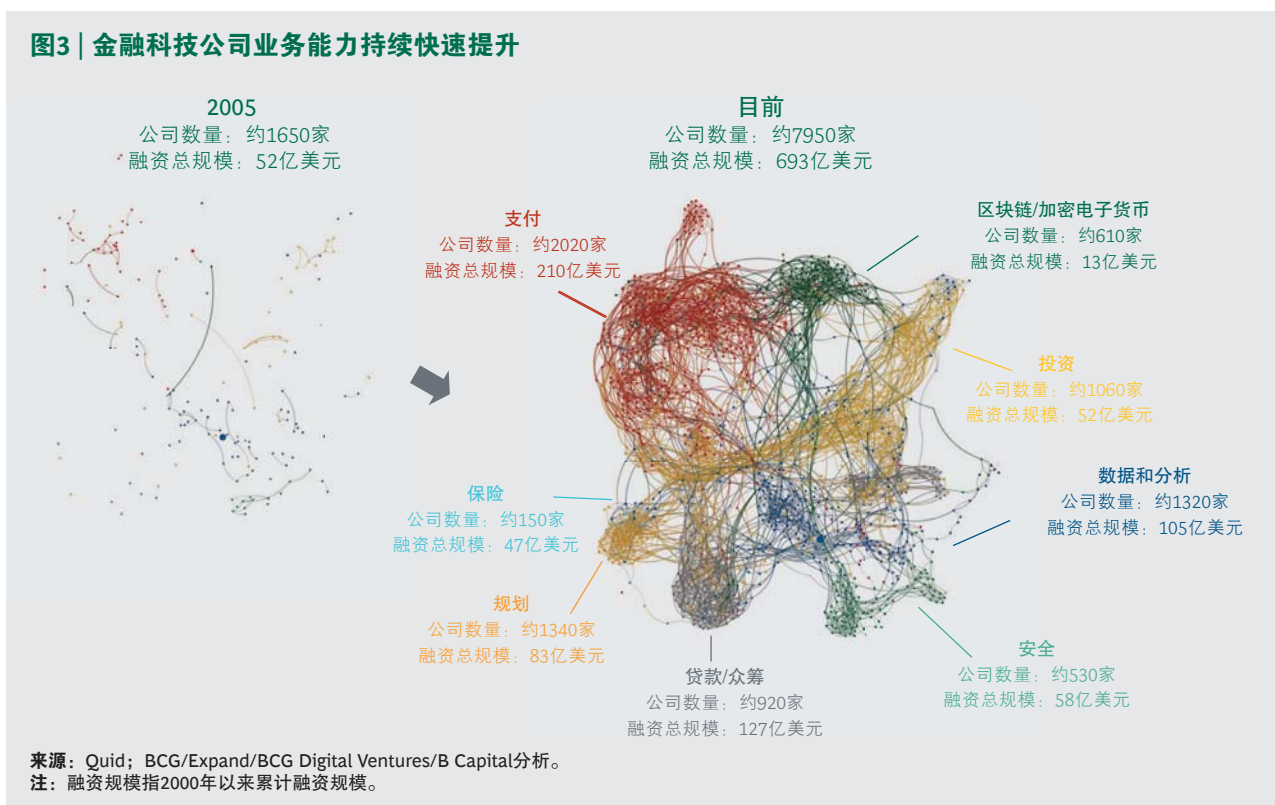 图3 | 金融科技公司业务能力持续快速提升
2005
公司数量：约1650家
融资总规模：52亿美元
目前
公司数量：约7950家
融资总规模：693亿美元
支付
公司数量：约2020家
融资总规模：210亿美元
区块链/加密电子货币
公司数量：约610家
融资总规模：13亿美元
投资
公司数量：约1060家
融资总规模：52亿美元
保险
公司数量：约150家
融资总规模：47亿美元
数据和分析
公司数量：约1320家
融资总规模：105亿美元
规划
公司数量：约1340家
融资总规模：83亿美元
贷款/众筹
公司数量：约920家
融资总规模：127亿美元
安全
公司数量：约530家
融资总规模：58亿美元
来源：Quid；BCG/Expand/BCG Digital Ventures/B Capital分析。
注：融资规模指2000年以来累计融资规模。